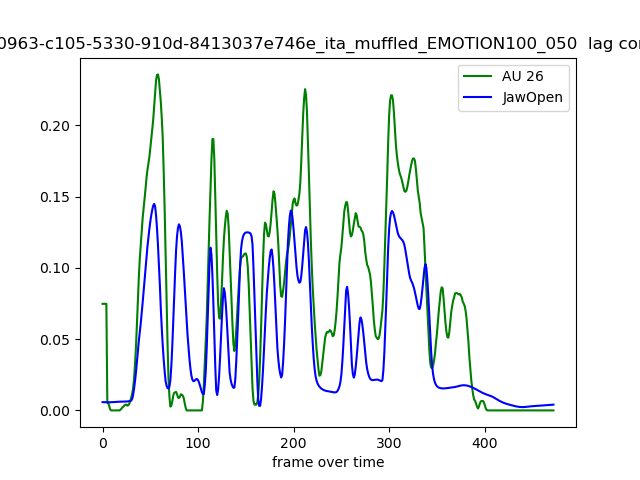 0963-c105-5330-910d-8413037e746e_ita_muffled_EMOTION100_050 lag
AU 26
JawOpen
0.20
0.15
0.10
0.05
0.00
0 100 200 300 400
frame over time